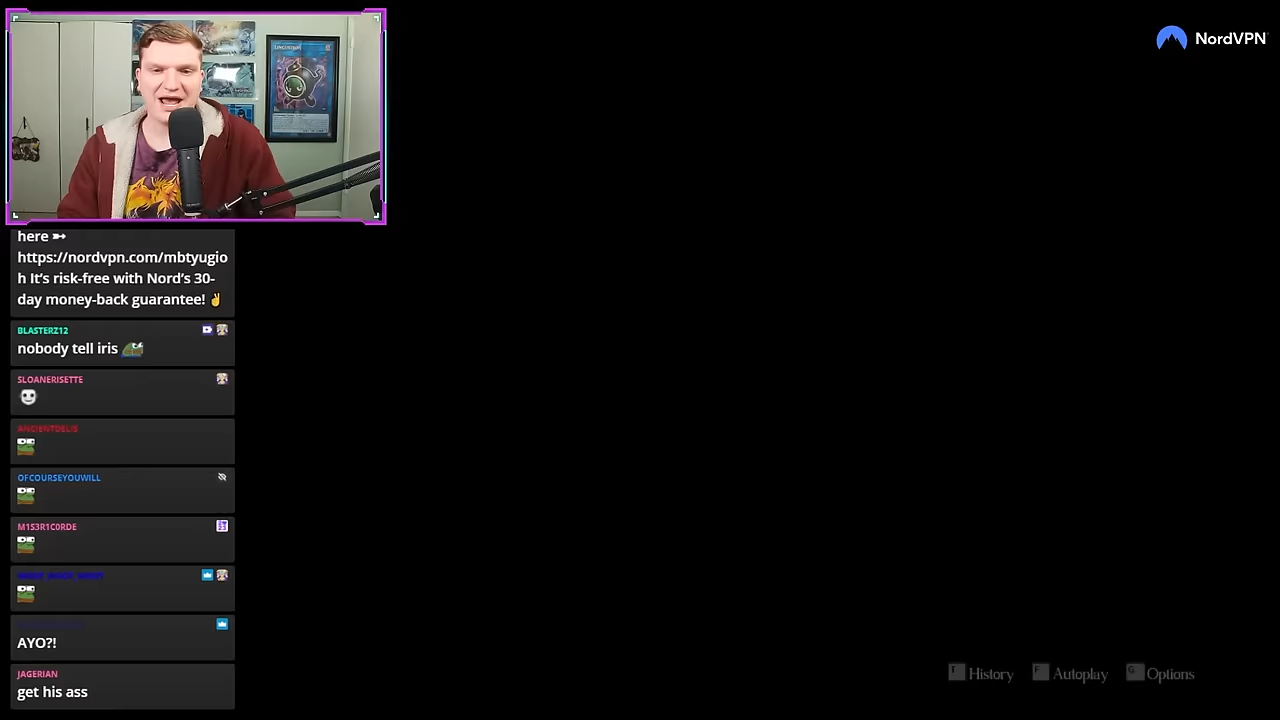 NordVPN
here ➵
https://nordvpn.com/mbtyugio
h It’s risk-free with Nord’s 30-
day money-back guarantee! ✌
BLASTERZ12
nobody tell iris
SLOANERISETTE
ANCIENTDELIS
OFCOURSEYOUWILL
M1S3R1C0RDE
AYO?!
JAGERIAN
get his ass
E History F Autoplay G Options